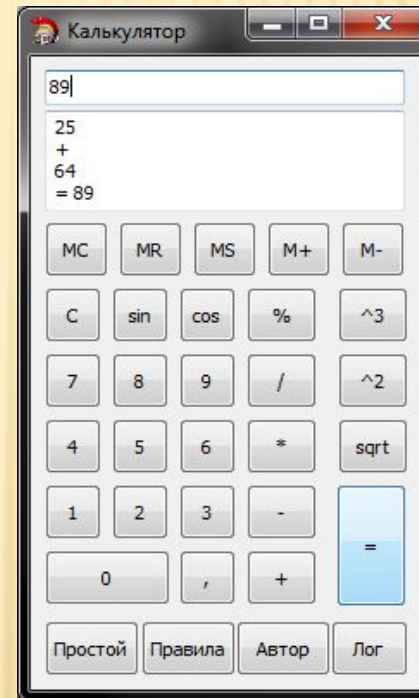 Калькулятор
89
25
+
64
= 89
MC MR MS M+ M-
C sin cos % ^3
7 8 9 / ^2
4 5 6 * sqrt
1 2 3 -
=
0 , +
Простой Правила Автор Лог